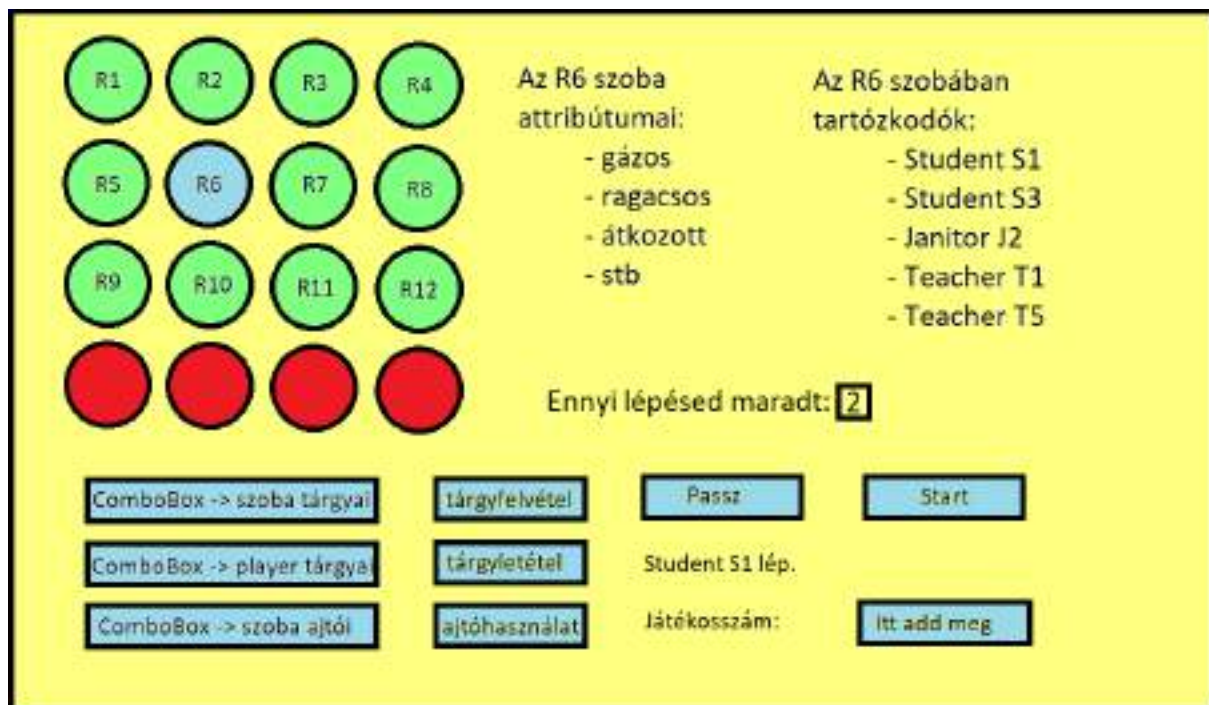 R1 R2 R3 R4
R5 R6 R7 R8
R9 R10 R11 R12
Az R6 szoba
attribútumai:
- gázos
- ragacsos
- átkozott
- stb
Az R6 szobában
tartózkodók:
- Student S1
- Student S3
- Janitor J2
- Teacher T1
- Teacher T5
Ennyi lépésed maradt: 2
ComboBox -> szoba tárgyai
tárgyfelvétel
Passz
Start
ComboBox -> player tárgyai
tárgyletétel
Student S1 lép.
ComboBox -> szoba ajtói
ajtóhasználat
Játékosszám:
Itt add meg